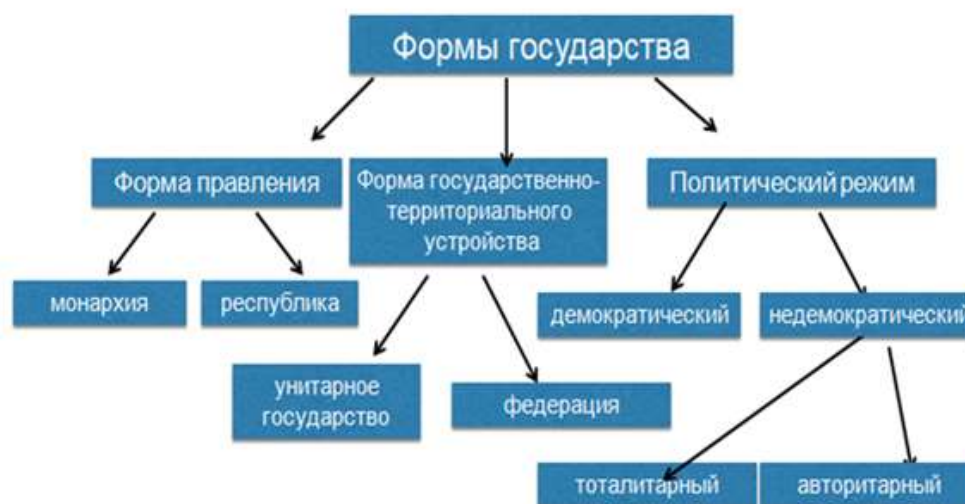 Формы государства
Форма правления
Форма государственно-
территориального
устройства
Политический режим
монархия
республика
демократический
недемократический
унитарное
государство
федерация
тоталитарный
авторитарный